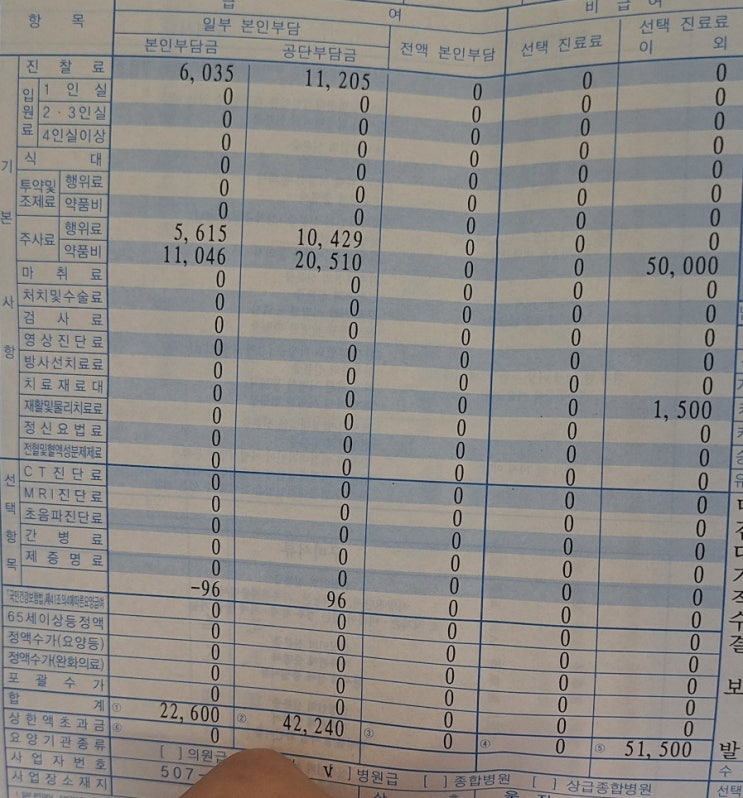 급 여 비 급 여
항 목 일부 본인부담 전액 본인부담 선택 진료료 선택 진료료 이 외
본인부담금 공단부담금
기 본 사 항
진 찰 료 6,035 11,205 0 0 0
입원료 1 인 실 0 0 0 0 0
2·3인실 0 0 0 0 0
4인실이상 0 0 0 0 0
식 대 0 0 0 0 0
투약및조제료 행위료 0 0 0 0 0
약품비 0 0 0 0 0
주사료 행위료 5,615 10,429 0 0 0
약품비 11,046 20,510 0 0 50,000
마 취 료 0 0 0 0 0
처치및수술료 0 0 0 0 0
검 사 료 0 0 0 0 0
영상진단료 0 0 0 0 0
방사선치료료 0 0 0 0 0
치료재료대 0 0 0 0 1,500
재활및물리치료료 0 0 0 0 0
정신요법료 0 0 0 0 0
전혈및혈액성분제제료 0 0 0 0 0
선 택 항 목
CT진단료 0 0 0 0 0
MRI진단료 0 0 0 0 0
초음파진단료 0 0 0 0 0
간 병 료 0 0 0 0 0
제 증 명 료 0 0 0 0 0
-96 96 0 0 0
65세이상등정액 0 0 0 0 0
정액수가(요양등) 0 0 0 0 0
정액수가(완화의료) 0 0 0 0 0
포 괄 수 가 0 0 0 0 0
합 계 ① 22,600 ② 42,240 ③ 0 ④ 0 ⑤ 51,500
상한액초과금 ⑥ 0
요양기관종류 [ ]의원급 V ]병원급 [ ]종합병원 [ ]상급종합병원
사업자번호 507-
사업장소재지
수
결
보
발
수
선택